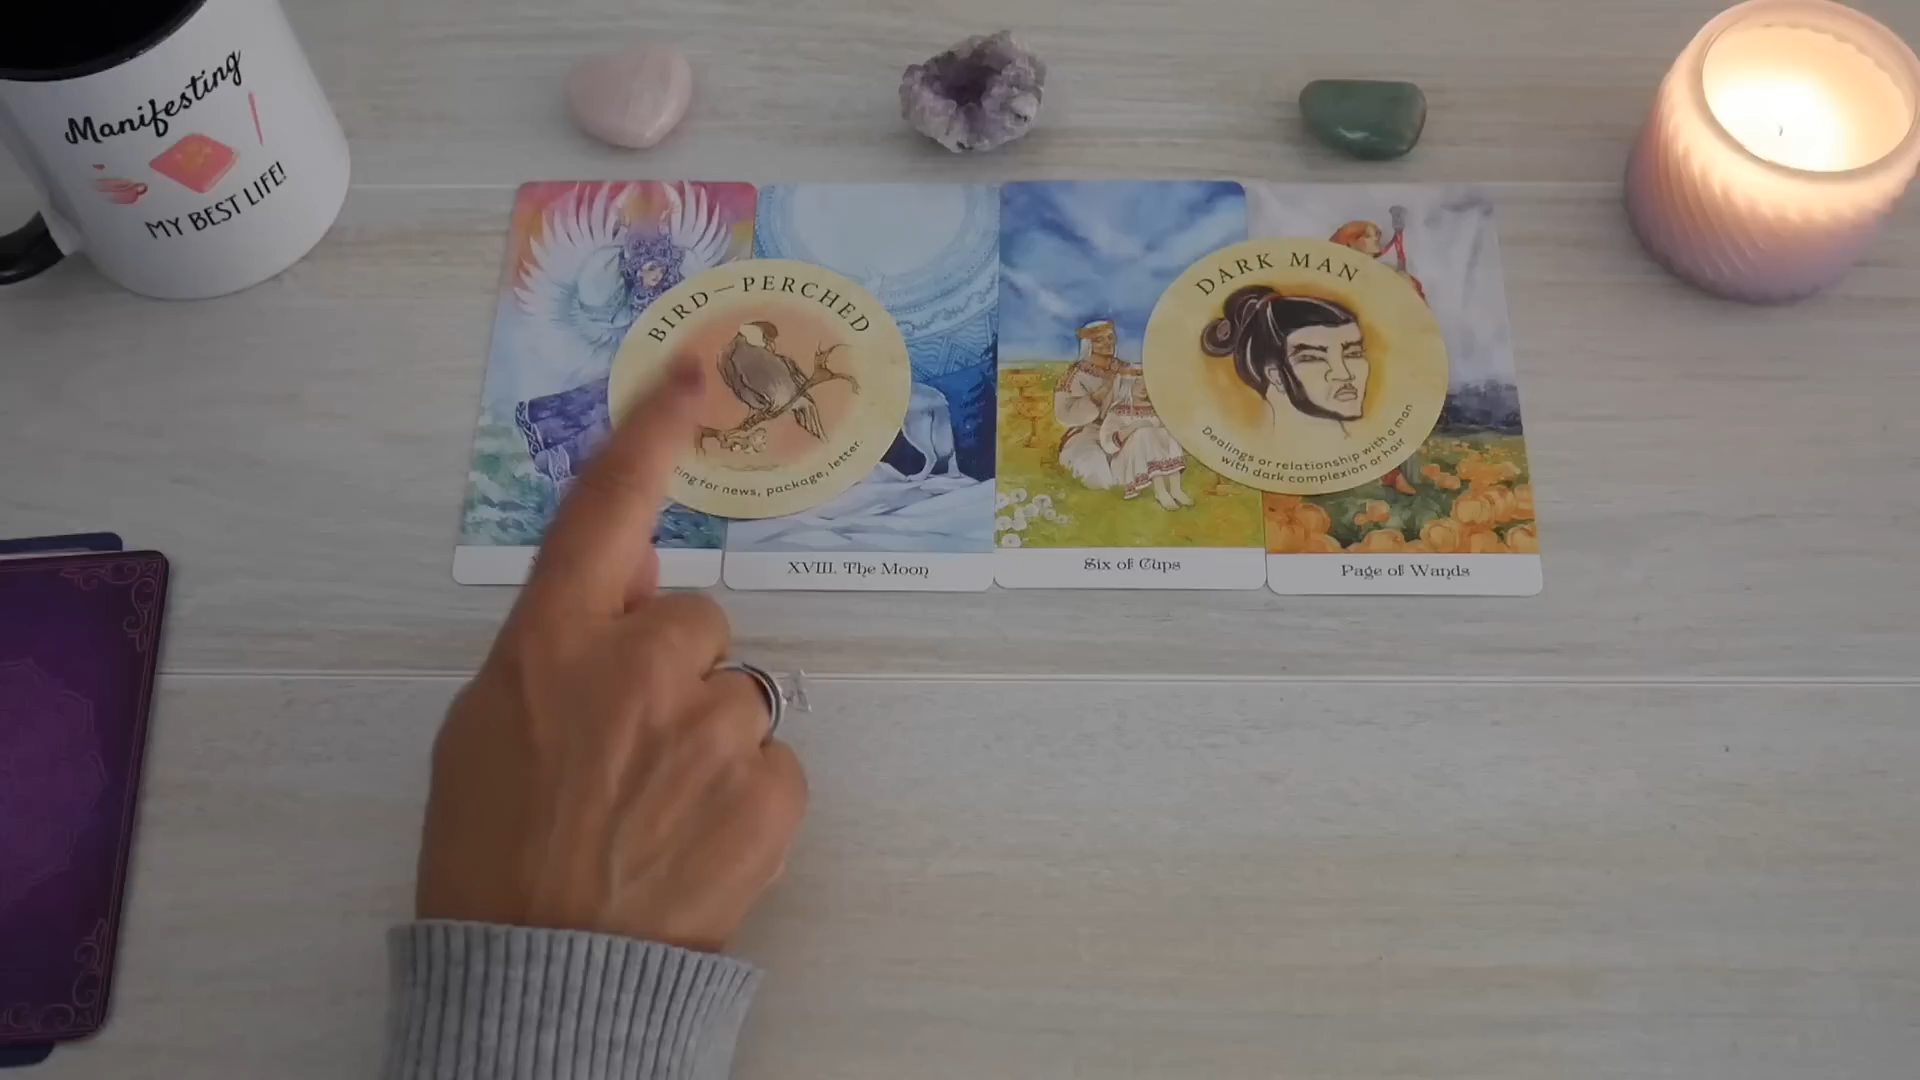 Manifesting
MY BEST LIFE!
BIRD—PERCHED
for news, package, letter.
DARK MAN
Dealings or relationship with a man
with dark complexion or hair
XVIII. The Moon
Six of Cups
Page of Wands